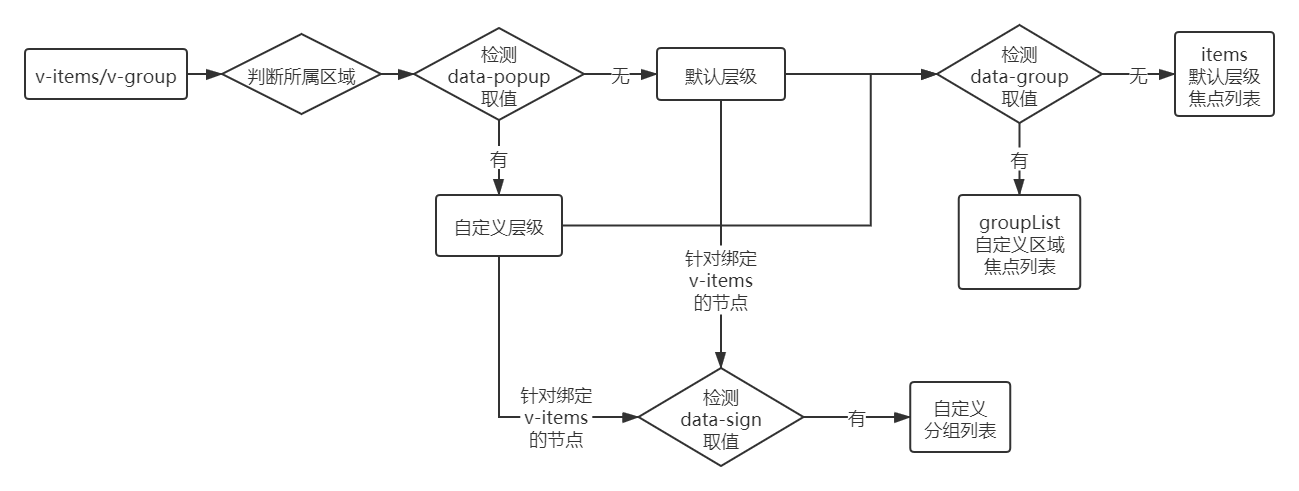 v-items/v-group
判断所属区域
检测
data-popup
取值
无
默认层级
检测
data-group
取值
无
items
默认层级
焦点列表
有
有
自定义层级
groupList
自定义区域
焦点列表
针对绑定
v-items
的节点
针对绑定
v-items
的节点
检测
data-sign
取值
有
自定义
分组列表